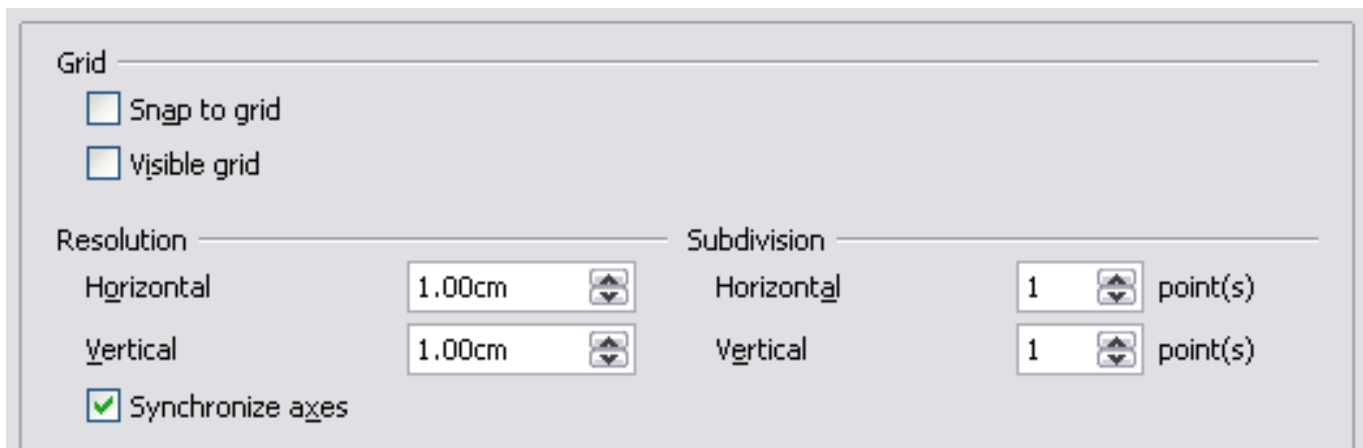 Grid
Snap to grid
Visible grid
Resolution
Horizontal 1.00cm
Vertical 1.00cm
Synchronize axes
Subdivision
Horizontal 1 point(s)
Vertical 1 point(s)